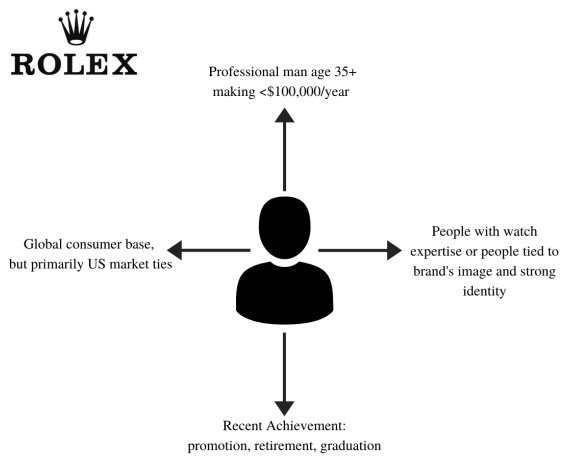 ROLEX
Professional man age 35+
making <$100,000/year
Global consumer base,
but primarily US market ties
People with watch
expertise or people tied to
brand's image and strong
identity
Recent Achievement:
promotion, retirement, graduation